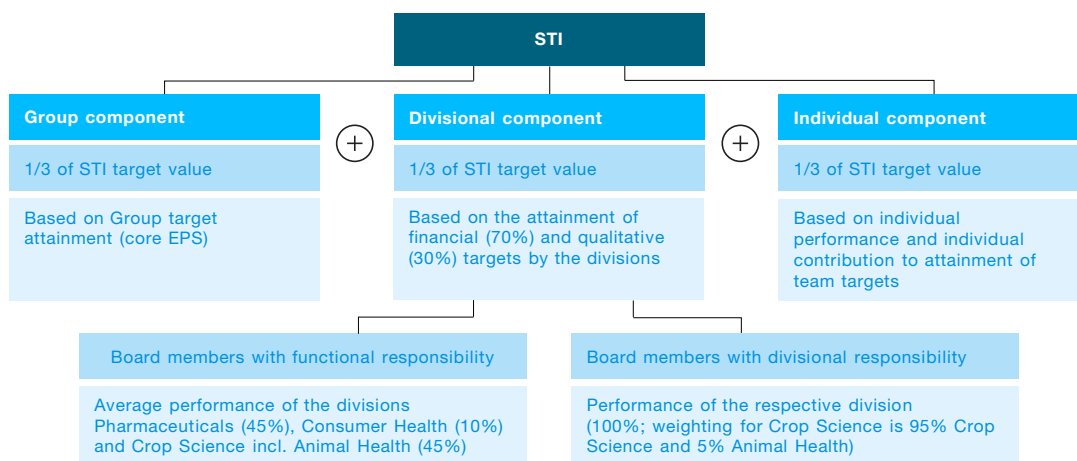 STI
Group component
1/3 of STI target value
Based on Group target
attainment (core EPS)
+
Divisional component
1/3 of STI target value
Based on the attainment of
financial (70%) and qualitative
(30%) targets by the divisions
+
Individual component
1/3 of STI target value
Based on individual
performance and individual
contribution to attainment of
team targets
Board members with functional responsibility
Average performance of the divisions
Pharmaceuticals (45%), Consumer Health (10%)
and Crop Science incl. Animal Health (45%)
Board members with divisional responsibility
Performance of the respective division
(100%; weighting for Crop Science is 95% Crop
Science and 5% Animal Health)